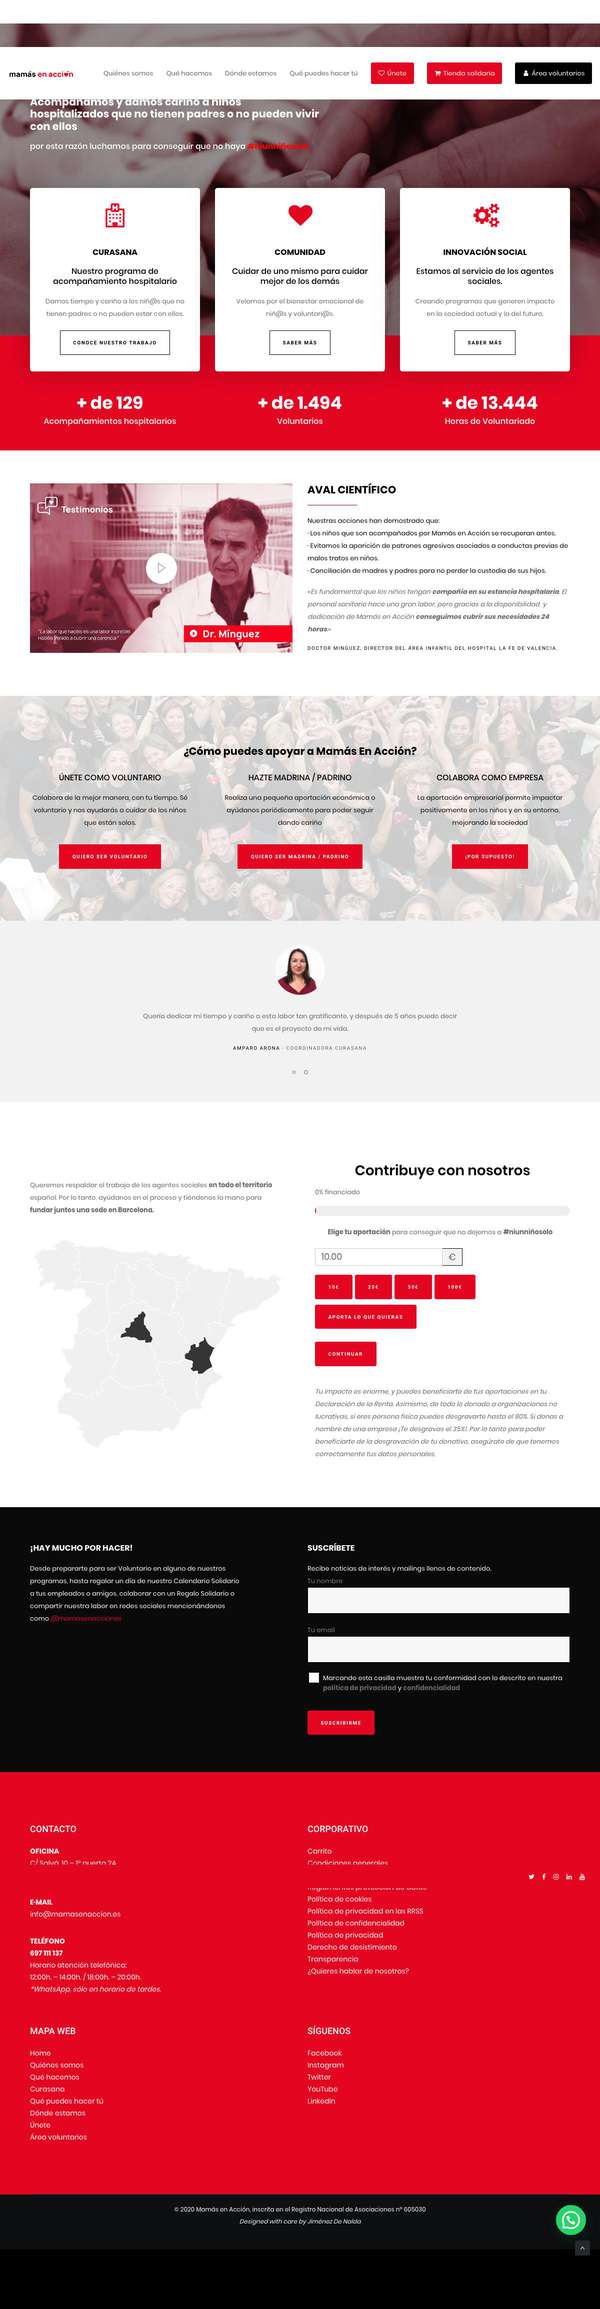 mamás en acción
Quiénes somos
Qué hacemos
Dónde estamos
Qué puedes hacer tú
Únete
Tienda solidaria
Área voluntarios
Acompañamos y damos cariño a niños
hospitalizados que no tienen padres o no pueden vivir
con ellos
por esta razón luchamos para conseguir que no haya
CURASANA
Nuestro programa de
acompañamiento hospitalario
Damos tiempo y cariño a los niñ@s que no
tienen padres o no pueden estar con ellos.
CONOCE NUESTRO TRABAJO
COMUNIDAD
Cuidar de uno mismo para cuidar
mejor de los demás
Velamos por el bienestar emocional de
niñ@s y voluntari@s.
SABER MÁS
INNOVACIÓN SOCIAL
Estamos al servicio de los agentes
sociales.
Creando programas que generen impacto
en la sociedad actual y la del futuro.
SABER MÁS
+ de 129
Acompañamientos hospitalarios
+ de 1.494
Voluntarios
+ de 13.444
Horas de Voluntariado
Testimonios
"La labor que hacéis es una labor increíble.
Habéis venido a cubrir una carencia."
Dr. Mínguez
AVAL CIENTÍFICO
Nuestras acciones han demostrado que:
·Los niños que son acompañados por Mamás en Acción se recuperan antes.
·Evitamos la aparición de patrones agresivos asociados a conductas previas de
malos tratos en niños.
·Conciliación de madres y padres para no perder la custodia de sus hijos.
«Es fundamental que los niños tengan compañía en su estancia hospitalaria. El
personal sanitario hace una gran labor, pero gracias a la disponibilidad y
dedicación de Mamás en Acción conseguimos cubrir sus necesidades 24
horas.»
DOCTOR MINGUEZ, DIRECTOR DEL ÁREA INFANTIL DEL HOSPITAL LA FE DE VALENCIA.
¿Cómo puedes apoyar a Mamás En Acción?
ÚNETE COMO VOLUNTARIO
Colabora de la mejor manera, con tu tiempo. Sé
voluntario y nos ayudarás a cuidar de los niños
que están solos.
QUIERO SER VOLUNTARIO
HAZTE MADRINA / PADRINO
Realiza una pequeña aportación económica o
ayúdanos periódicamente para poder seguir
dando cariño
QUIERO SER MADRINA / PADRINO
COLABORA COMO EMPRESA
La aportación empresarial permite impactar
positivamente en los niños y en su entorno,
mejorando la sociedad
¡POR SUPUESTO!
Quería dedicar mi tiempo y cariño a esta labor tan gratificante, y después de 5 años puedo decir
que es el proyecto de mi vida.
AMPARO ARONA - COORDINADORA CURASANA
Queremos respaldar el trabajo de los agentes sociales en todo el territorio
español. Por lo tanto, ayúdanos en el proceso y tiéndenos la mano para
fundar juntos una sede en Barcelona.
Contribuye con nosotros
0% financiado
Elige tu aportación para conseguir que no dejemos a #niunniñosolo
10.00 €
10€
20€
50€
100€
APORTA LO QUE QUIERAS
CONTINUAR
Tu impacto es enorme, y puedes beneficiarte de tus aportaciones en tu
Declaración de la Renta. Asimismo, de todo lo donado a organizaciones no
lucrativas, si eres persona física puedes desgravarte hasta el 80%. Si donas a
nombre de una empresa ¡Te desgravas el 35%!. Por lo tanto para poder
beneficiarte de la desgravación de tu donativo, asegúrate de que tenemos
correctamente tus datos personales.
¡HAY MUCHO POR HACER!
Desde prepararte para ser Voluntario en alguno de nuestros
programas, hasta regalar un día de nuestro Calendario Solidario
a tus empleados o amigos, colaborar con un Regalo Solidario o
compartir nuestra labor en redes sociales mencionándonos
como @mamasenacciones
SUSCRÍBETE
Recibe noticias de interés y mailings llenos de contenido.
Tu nombre
Tu email
Marcando esta casilla muestra tu conformidad con lo descrito en nuestra
política de privacidad y confidencialidad
SUSCRIBIRME
CONTACTO
OFICINA
C/ Salvá, 10 – 1ª puerta 2A
E-MAIL
info@mamasenaccion.es
TELÉFONO
697 111 137
Horario atención telefónica:
12:00h. – 14:00h. / 18:00h. – 20:00h.
*WhatsApp, sólo en horario de tardes.
CORPORATIVO
Carrito
Condiciones generales
Política de cookies
Política de privacidad en las RRSS
Política de confidencialidad
Política de privacidad
Derecho de desistimiento
Transparencia
¿Quieres hablar de nosotros?
MAPA WEB
Home
Quiénes somos
Qué hacemos
Curasana
Qué puedes hacer tú
Dónde estamos
Únete
Área voluntarios
SÍGUENOS
Facebook
Instagram
Twitter
YouTube
LinkedIn
© 2020 Mamás en Acción, inscrita en el Registro Nacional de Asociaciones nº 605030
Designed with care by Jiménez De Nalda